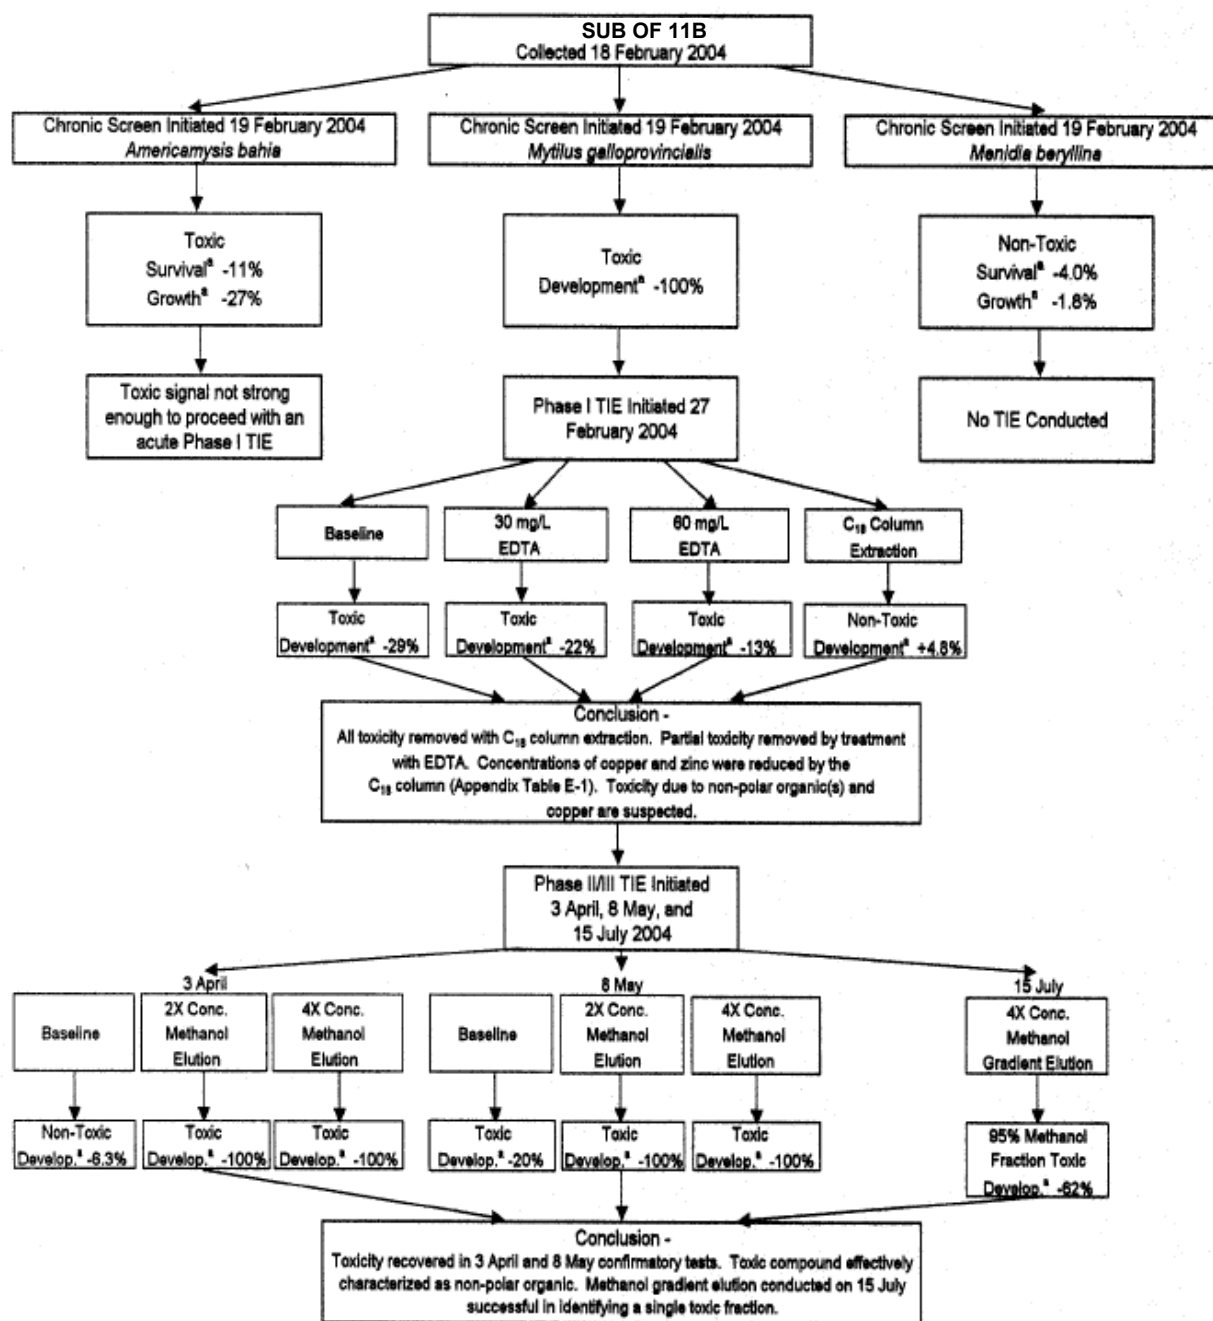 SUB OF 11B
Collected 18 February 2004
Chronic Screen Initiated 19 February 2004
Americamysis bahia
Chronic Screen Initiated 19 February 2004
Mytilus galloprovincialis
Chronic Screen Initiated 19 February 2004
Menidia beryllina
Toxic
Survivalª -11%
Growthª -27%
Toxic
Developmentª -100%
Non-Toxic
Survivalª -4.0%
Growthª -1.8%
Toxic signal not strong
enough to proceed with an
acute Phase I TIE
Phase I TIE Initiated 27
February 2004
No TIE Conducted
Baseline
30 mg/L
EDTA
60 mg/L
EDTA
C₁₈ Column
Extraction
Toxic
Developmentª -29%
Toxic
Developmentª -22%
Toxic
Developmentª -13%
Non-Toxic
Developmentª +4.8%
Conclusion -
All toxicity removed with C₁₈ column extraction. Partial toxicity removed by treatment
with EDTA. Concentrations of copper and zinc were reduced by the
C₁₈ column (Appendix Table E-1). Toxicity due to non-polar organic(s) and
copper are suspected.
Phase II/III TIE Initiated
3 April, 8 May, and
15 July 2004
3 April
8 May
15 July
Baseline
2X Conc.
Methanol
Elution
4X Conc.
Methanol
Elution
Baseline
2X Conc.
Methanol
Elution
4X Conc.
Methanol
Elution
4X Conc.
Methanol
Gradient Elution
Non-Toxic
Develop.ª -6.3%
Toxic
Develop.ª -100%
Toxic
Develop.ª -100%
Toxic
Develop.ª -20%
Toxic
Develop.ª -100%
Toxic
Develop.ª -100%
95% Methanol
Fraction Toxic
Develop.ª -62%
Conclusion -
Toxicity recovered in 3 April and 8 May confirmatory tests. Toxic compound effectively
characterized as non-polar organic. Methanol gradient elution conducted on 15 July
successful in identifying a single toxic fraction.